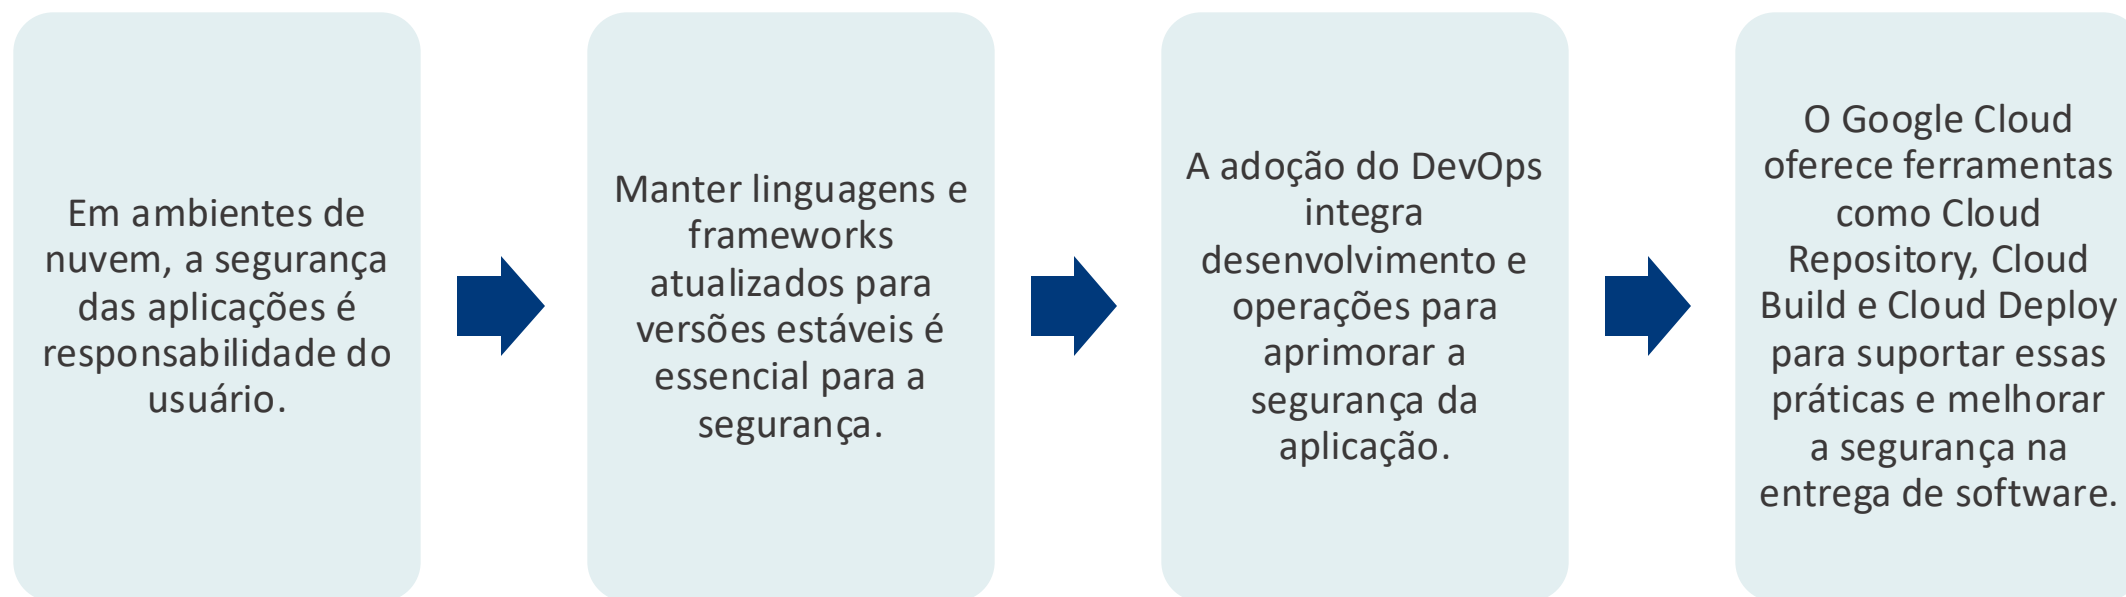 Em ambientes de
nuvem, a segurança
das aplicações é
responsabilidade do
usuário.
Manter linguagens e
frameworks
atualizados para
versões estáveis é
essencial para a
segurança.
A adoção do DevOps
integra
desenvolvimento e
operações para
aprimorar a
segurança da
aplicação.
O Google Cloud
oferece ferramentas
como Cloud
Repository, Cloud
Build e Cloud Deploy
para suportar essas
práticas e melhorar
a segurança na
entrega de software.